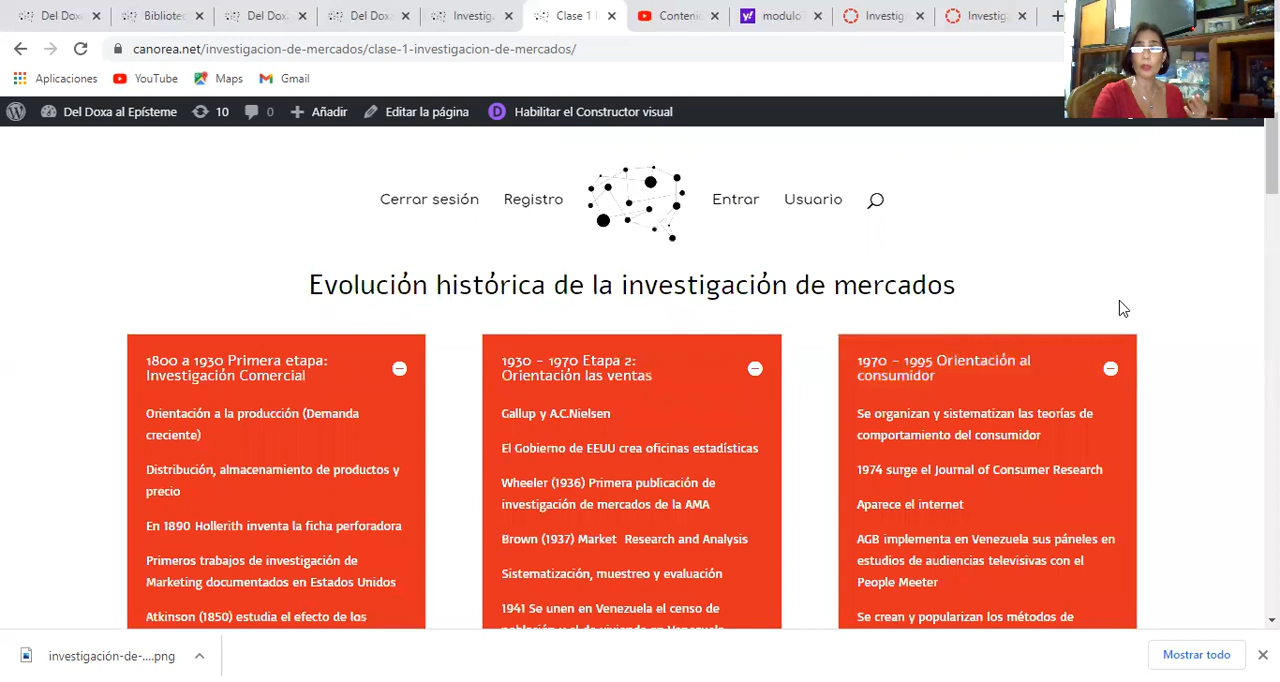 Del Dox
Bibliote
Del Dox
Del Dox
Investig
Clase 1
Conteni
modulo
Investig
Investig
canorea.net/investigacion-de-mercados/clase-1-investigacion-de-mercados/
Aplicaciones
YouTube
Maps
Gmail
Del Doxa al Epísteme
10
0
Añadir
Editar la página
Habilitar el Constructor visual
Cerrar sesión
Registro
Entrar
Usuario
Evolución histórica de la investigación de mercados
1800 a 1930 Primera etapa:
Investigación Comercial
Orientación a la producción (Demanda
creciente)
Distribución, almacenamiento de productos y
precio
En 1890 Hollerith inventa la ficha perforadora
Primeros trabajos de investigación de
Marketing documentados en Estados Unidos
Atkinson (1850) estudia el efecto de los
1930 – 1970 Etapa 2:
Orientación las ventas
Gallup y A.C.Nielsen
El Gobierno de EEUU crea oficinas estadísticas
Wheeler (1936) Primera publicación de
investigación de mercados de la AMA
Brown (1937) Market Research and Analysis
Sistematización, muestreo y evaluación
1941 Se unen en Venezuela el censo de
población y el de vivienda en Venezuela
1970 – 1995 Orientación al
consumidor
Se organizan y sistematizan las teorías de
comportamiento del consumidor
1974 surge el Journal of Consumer Research
Aparece el internet
AGB implementa en Venezuela sus páneles en
estudios de audiencias televisivas con el
People Meeter
Se crean y popularizan los métodos de
investigación-de-....png
Mostrar todo